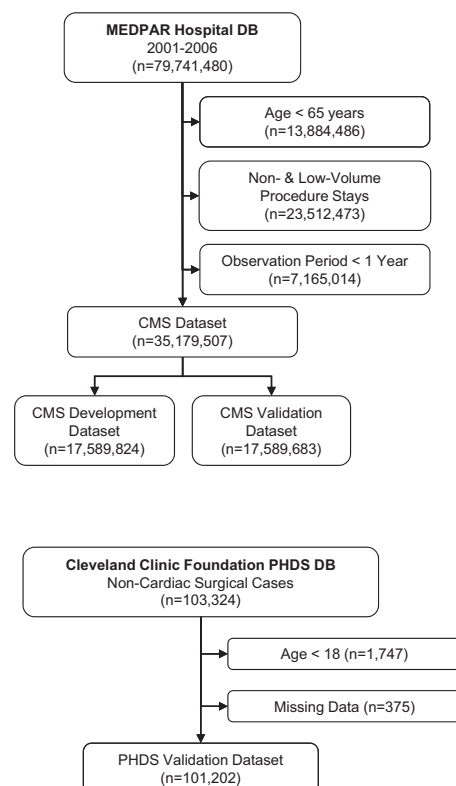 MEDPAR Hospital DB
2001-2006
(n=79,741,480)
Age < 65 years
(n=13,884,486)
Non- & Low-Volume
Procedure Stays
(n=23,512,473)
Observation Period < 1 Year
(n=7,165,014)
CMS Dataset
(n=35,179,507)
CMS Development
Dataset
(n=17,589,824)
CMS Validation
Dataset
(n=17,589,683)
Cleveland Clinic Foundation PHDS DB
Non-Cardiac Surgical Cases
(n=103,324)
Age < 18 (n=1,747)
Missing Data (n=375)
PHDS Validation Dataset
(n=101,202)